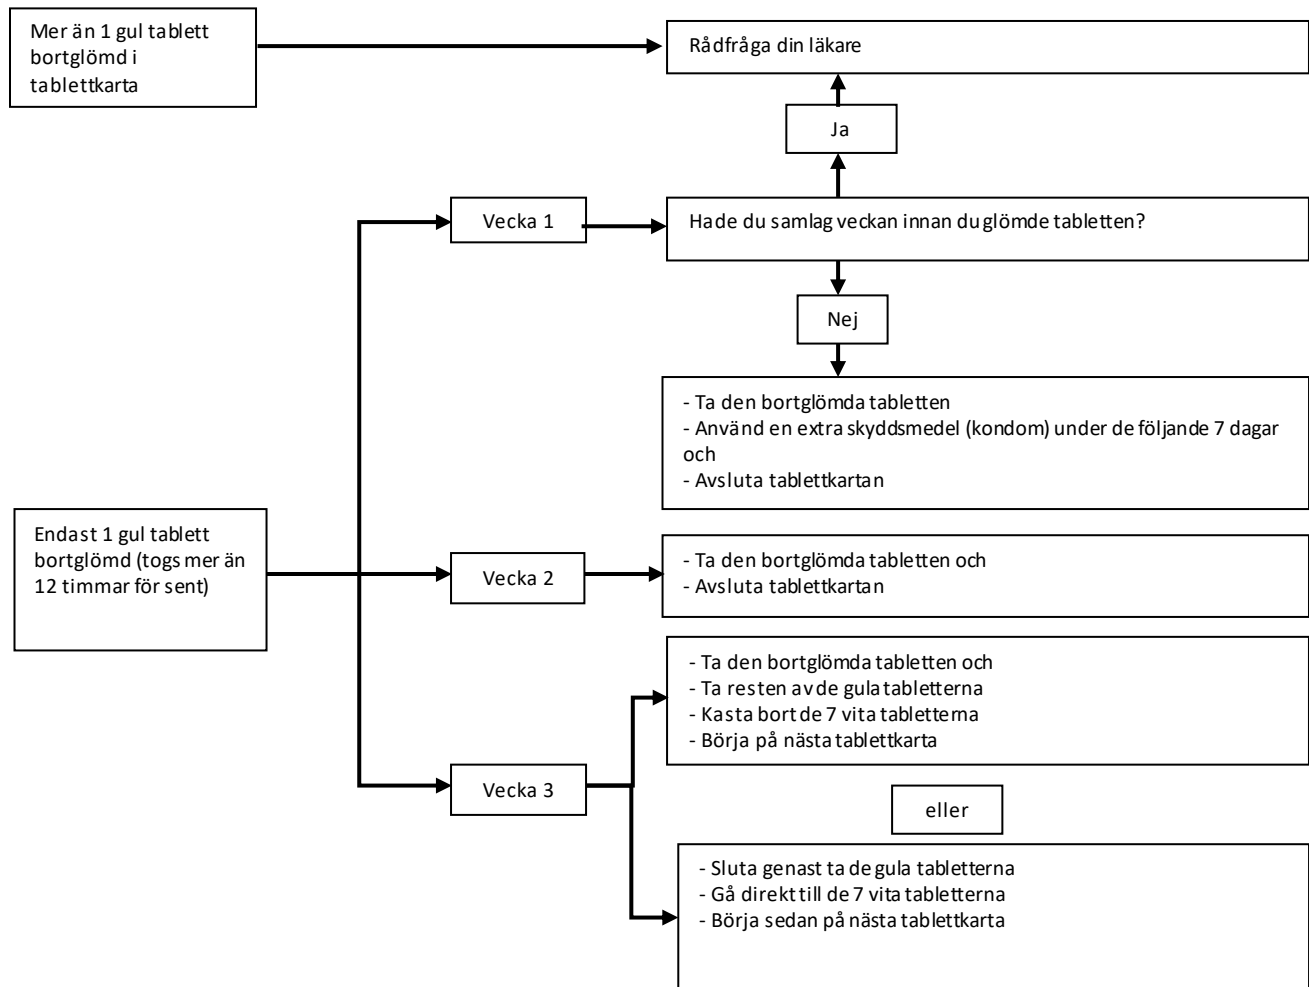 Mer än 1 gul tablett
bortglömd i
tablettkarta
Rådfråga din läkare
Ja
Vecka 1
Hade du samlag veckan innan du glömde tabletten?
Nej
- Ta den bortglömda tabletten
- Använd en extra skyddsmedel (kondom) under de följande 7 dagar
och
- Avsluta tablettkartan
Endast 1 gul tablett
bortglömd (togs mer än
12 timmar för sent)
Vecka 2
- Ta den bortglömda tabletten och
- Avsluta tablettkartan
- Ta den bortglömda tabletten och
- Ta resten av de gula tabletterna
- Kasta bort de 7 vita tabletterna
- Börja på nästa tablettkarta
Vecka 3
eller
- Sluta genast ta de gula tabletterna
- Gå direkt till de 7 vita tabletterna
- Börja sedan på nästa tablettkarta